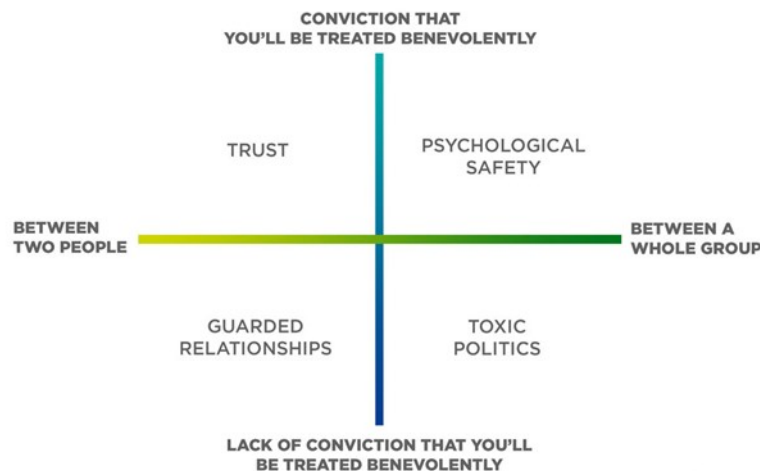 CONVICTION THAT
YOU'LL BE TREATED BENEVOLENTLY
TRUST
PSYCHOLOGICAL
SAFETY
BETWEEN
TWO PEOPLE
BETWEEN A
WHOLE GROUP
GUARDED
RELATIONSHIPS
TOXIC
POLITICS
LACK OF CONVICTION THAT YOU'LL
BE TREATED BENEVOLENTLY